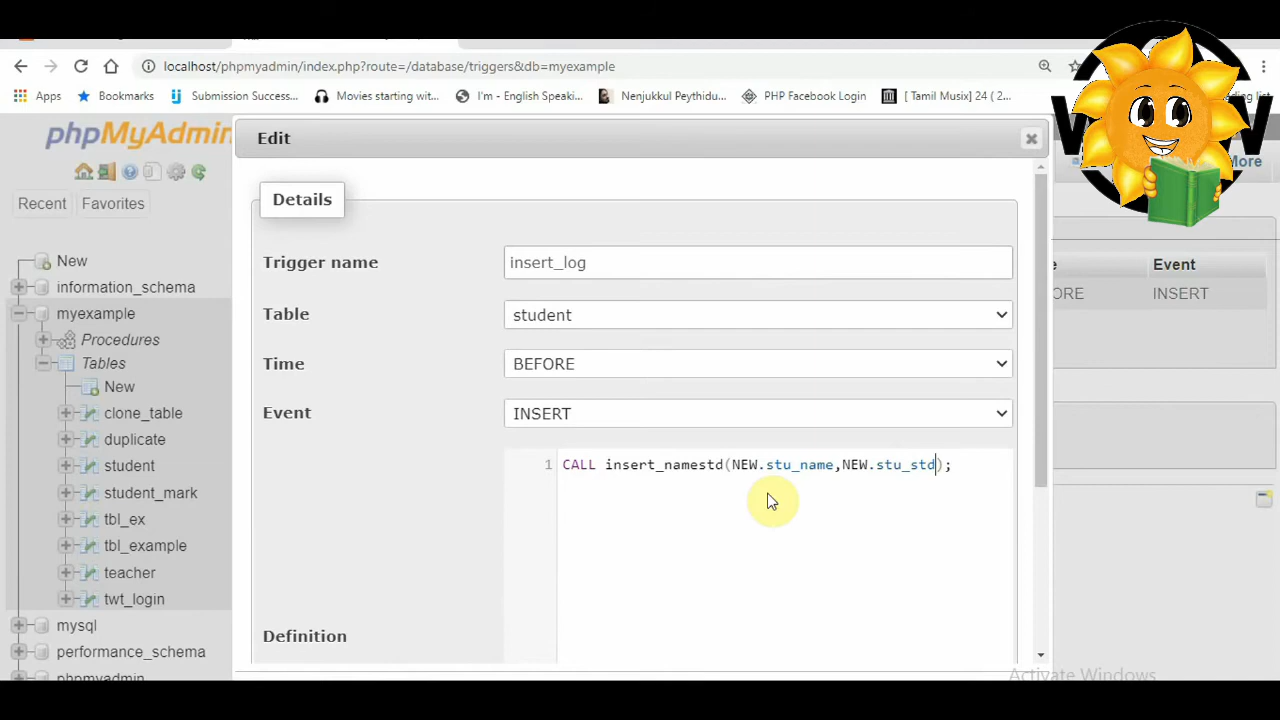 localhost/phpmyadmin/index.php?route=/database/triggers&db=myexample
Apps
Bookmarks
Submission Success...
Movies starting wit...
I'm - English Speaki...
Nenjukkul Peythidu...
PHP Facebook Login
[ Tamil Musix] 24 ( 2...
phpMyAdmin
Edit
More
Details
Recent
Favorites
Trigger name
insert_log
New
Event
information_schema
ORE
INSERT
myexample
Table
student
Procedures
Tables
Time
BEFORE
New
clone_table
Event
INSERT
duplicate
student
1 CALL insert_namestd(NEW.stu_name,NEW.stu_std);
student_mark
tbl_ex
tbl_example
teacher
twt_login
mysql
Definition
performance_schema
phpmyadmin
Activate Windows